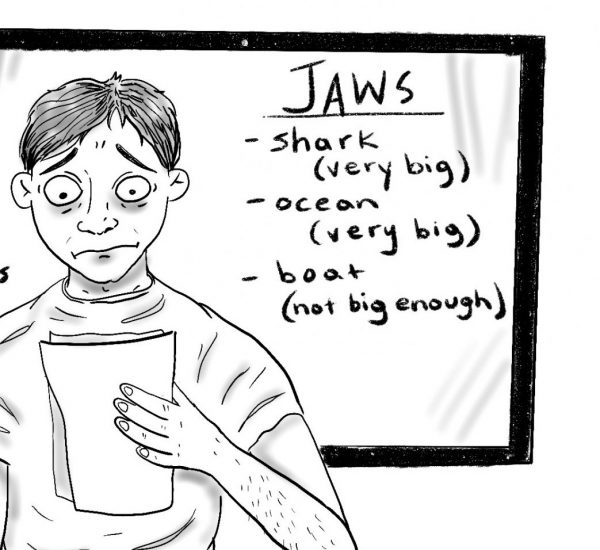 JAWS
- shark
(very big)
- ocean
(very big)
- boat
(not big enough)